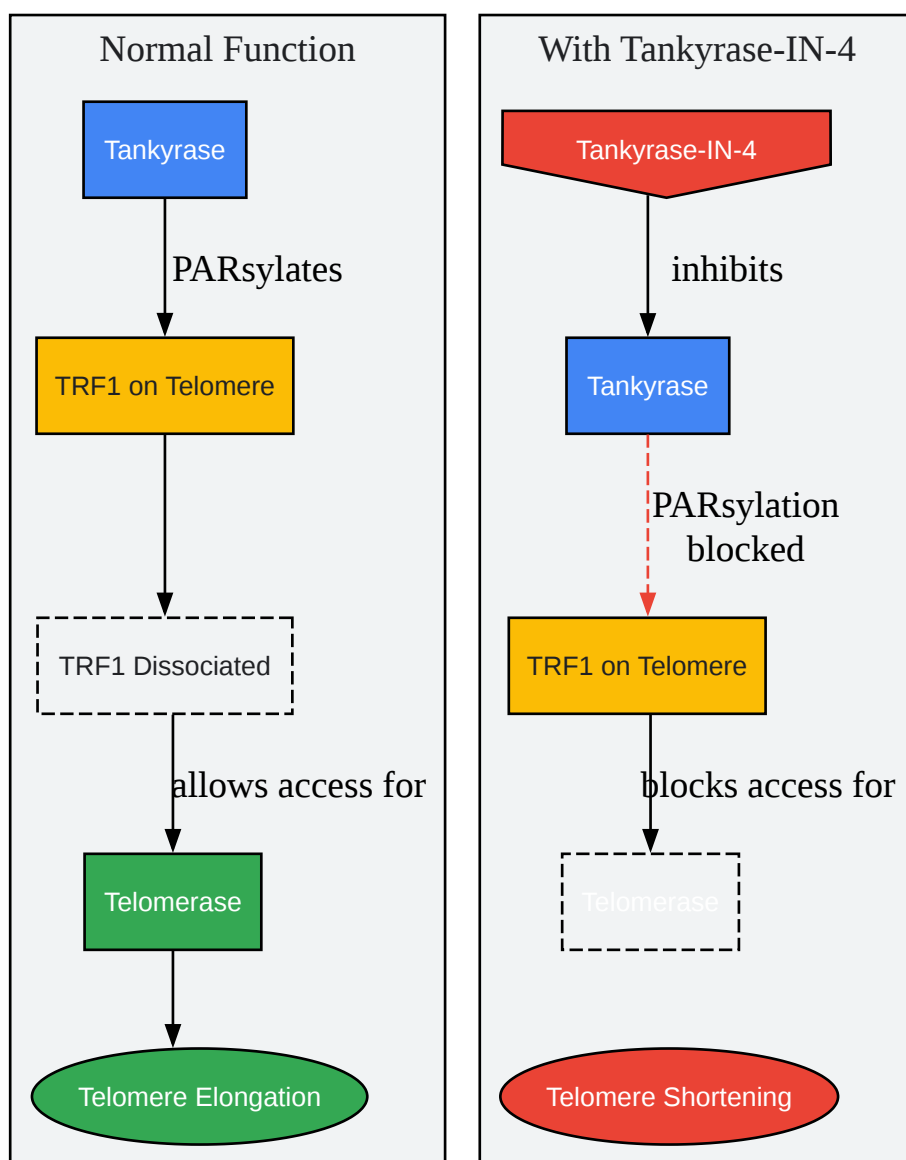 Normal Function
Tankyrase
PARsylates
TRF1 on Telomere
TRF1 Dissociated
allows access for
Telomerase
Telomere Elongation
With Tankyrase-IN-4
Tankyrase-IN-4
inhibits
Tankyrase
PARsylation
blocked
TRF1 on Telomere
blocks access for
Telomerase
Telomere Shortening